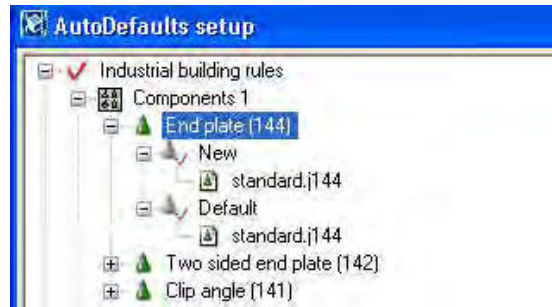 AutoDefaults setup
Industrial building rules
Components 1
End plate (144)
New
standard.j144
Default
standard.j144
Two sided end plate (142)
Clip angle (141)